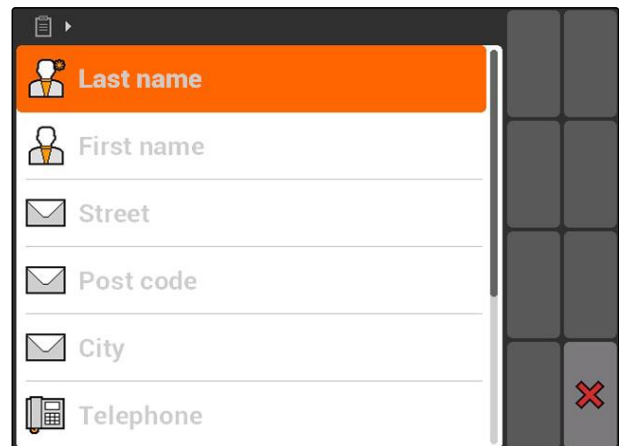 Last name
First name
Street
Post code
City
Telephone